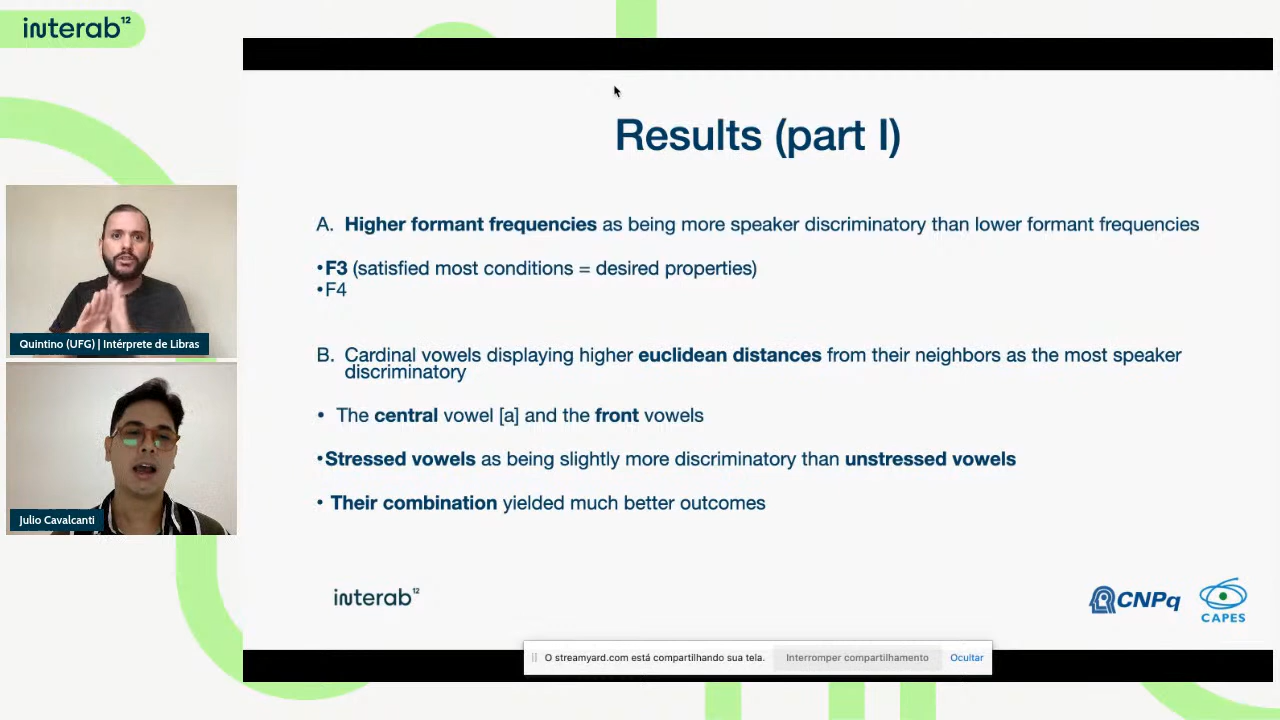 interab¹²
Results (part I)
A. Higher formant frequencies as being more speaker discriminatory than lower formant frequencies
•F3 (satisfied most conditions = desired properties)
•F4
B. Cardinal vowels displaying higher euclidean distances from their neighbors as the most speaker
discriminatory
• The central vowel [a] and the front vowels
•Stressed vowels as being slightly more discriminatory than unstressed vowels
• Their combination yielded much better outcomes
Quintino (UFG) | Intérprete de Libras
Julio Cavalcanti
interab¹²
CNPq
CAPES
O streamyard.com está compartilhando sua tela.
Interromper compartilhamento
Ocultar